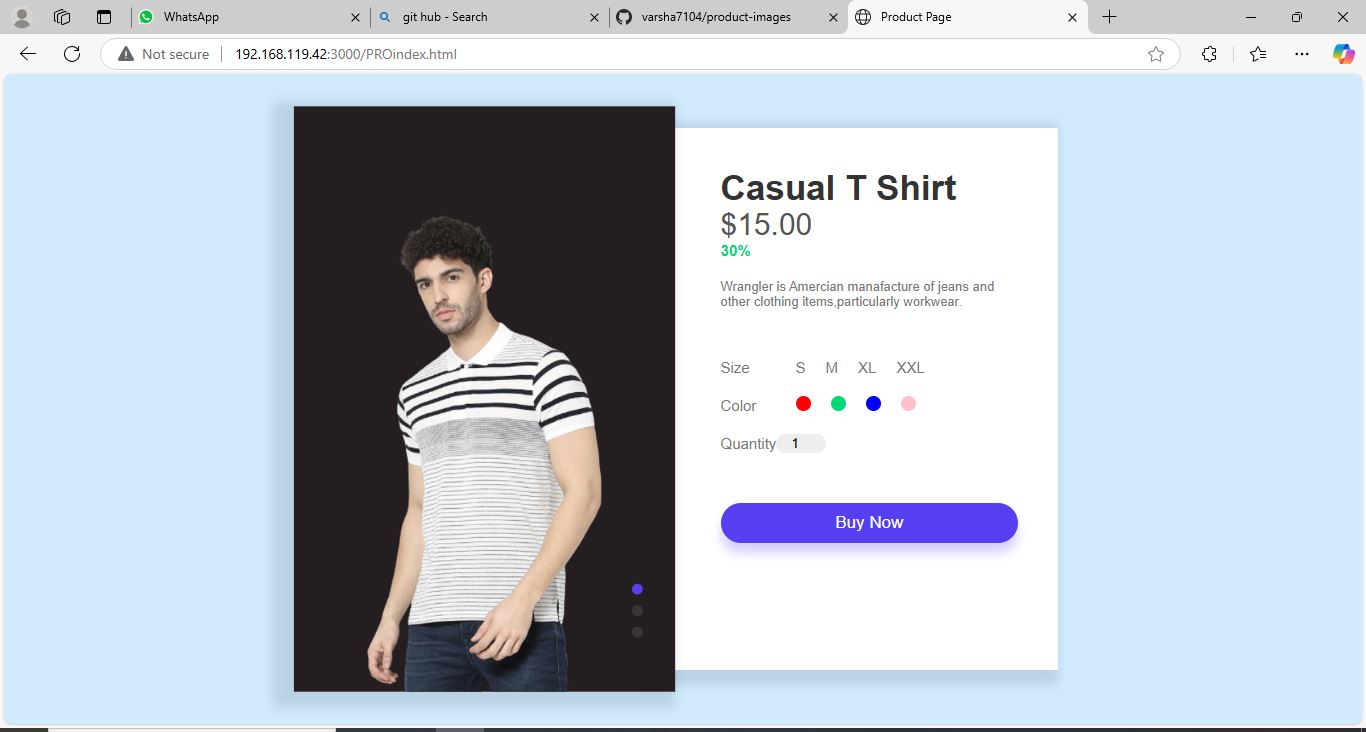 WhatsApp
git hub - Search
varsha7104/product-images
Product Page
Not secure
192.168.119.42:3000/PROindex.html
Casual T Shirt
$15.00
30%
Wrangler is Amercian manafacture of jeans and
other clothing items,particularly workwear.
Size S M XL XXL
Color
Quantity 1
Buy Now